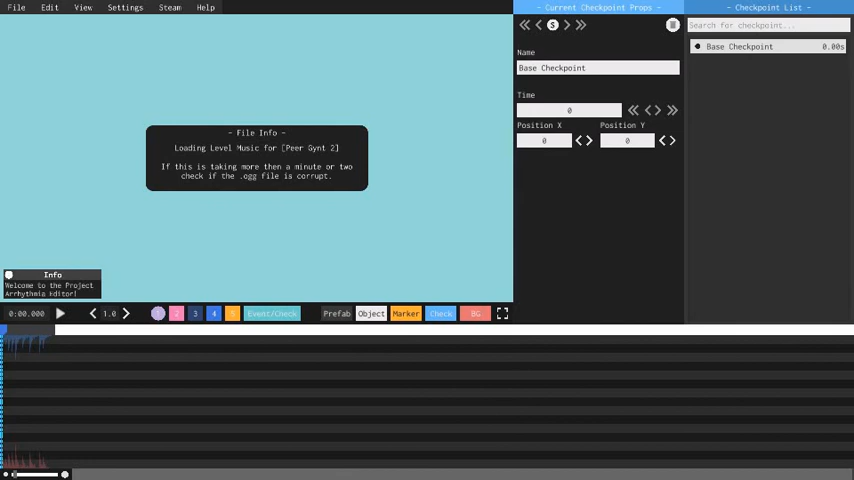 File Edit View Settings Steam Help
- Current Checkpoint Props -
- Checkpoint List -
S
Search for checkpoint...
Name
Base Checkpoint
Base Checkpoint 0.00s
Time
0
Position X Position Y
0 0
- File Info -
Loading Level Music for [Peer Gynt 2]
If this is taking more then a minute or two
check if the .ogg file is corrupt.
Info
Welcome to the Project
Arrhythmia Editor!
0:00.000 1.0 1 2 3 4 5 Event/Check Prefab Object Marker Check BG